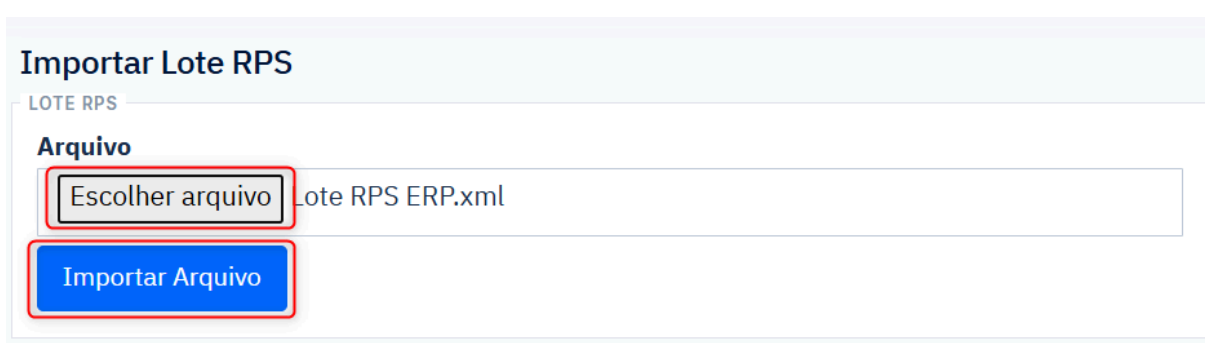 Importar Lote RPS
LOTE RPS
Arquivo
Escolher arquivo Lote RPS ERP.xml
Importar Arquivo